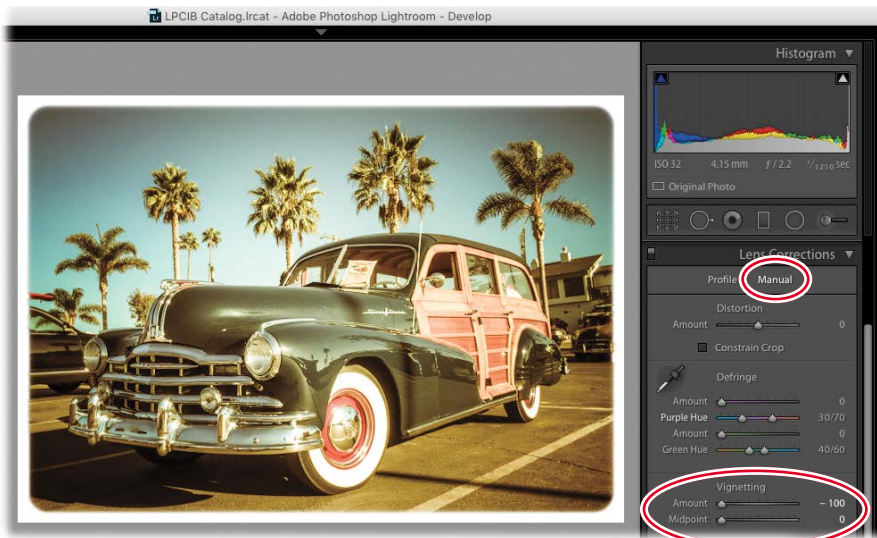 LPCIB Catalog.lrcat - Adobe Photoshop Lightroom - Develop
Histogram
ISO 32 4.15 mm ƒ / 2.2 1/1250 sec
Original Photo
Lens Corrections
Profile Manual
Distortion
Amount 0
Constrain Crop
Defringe
Amount 0
Purple Hue 30/70
Amount 0
Green Hue 40/60
Vignetting
Amount – 100
Midpoint 0